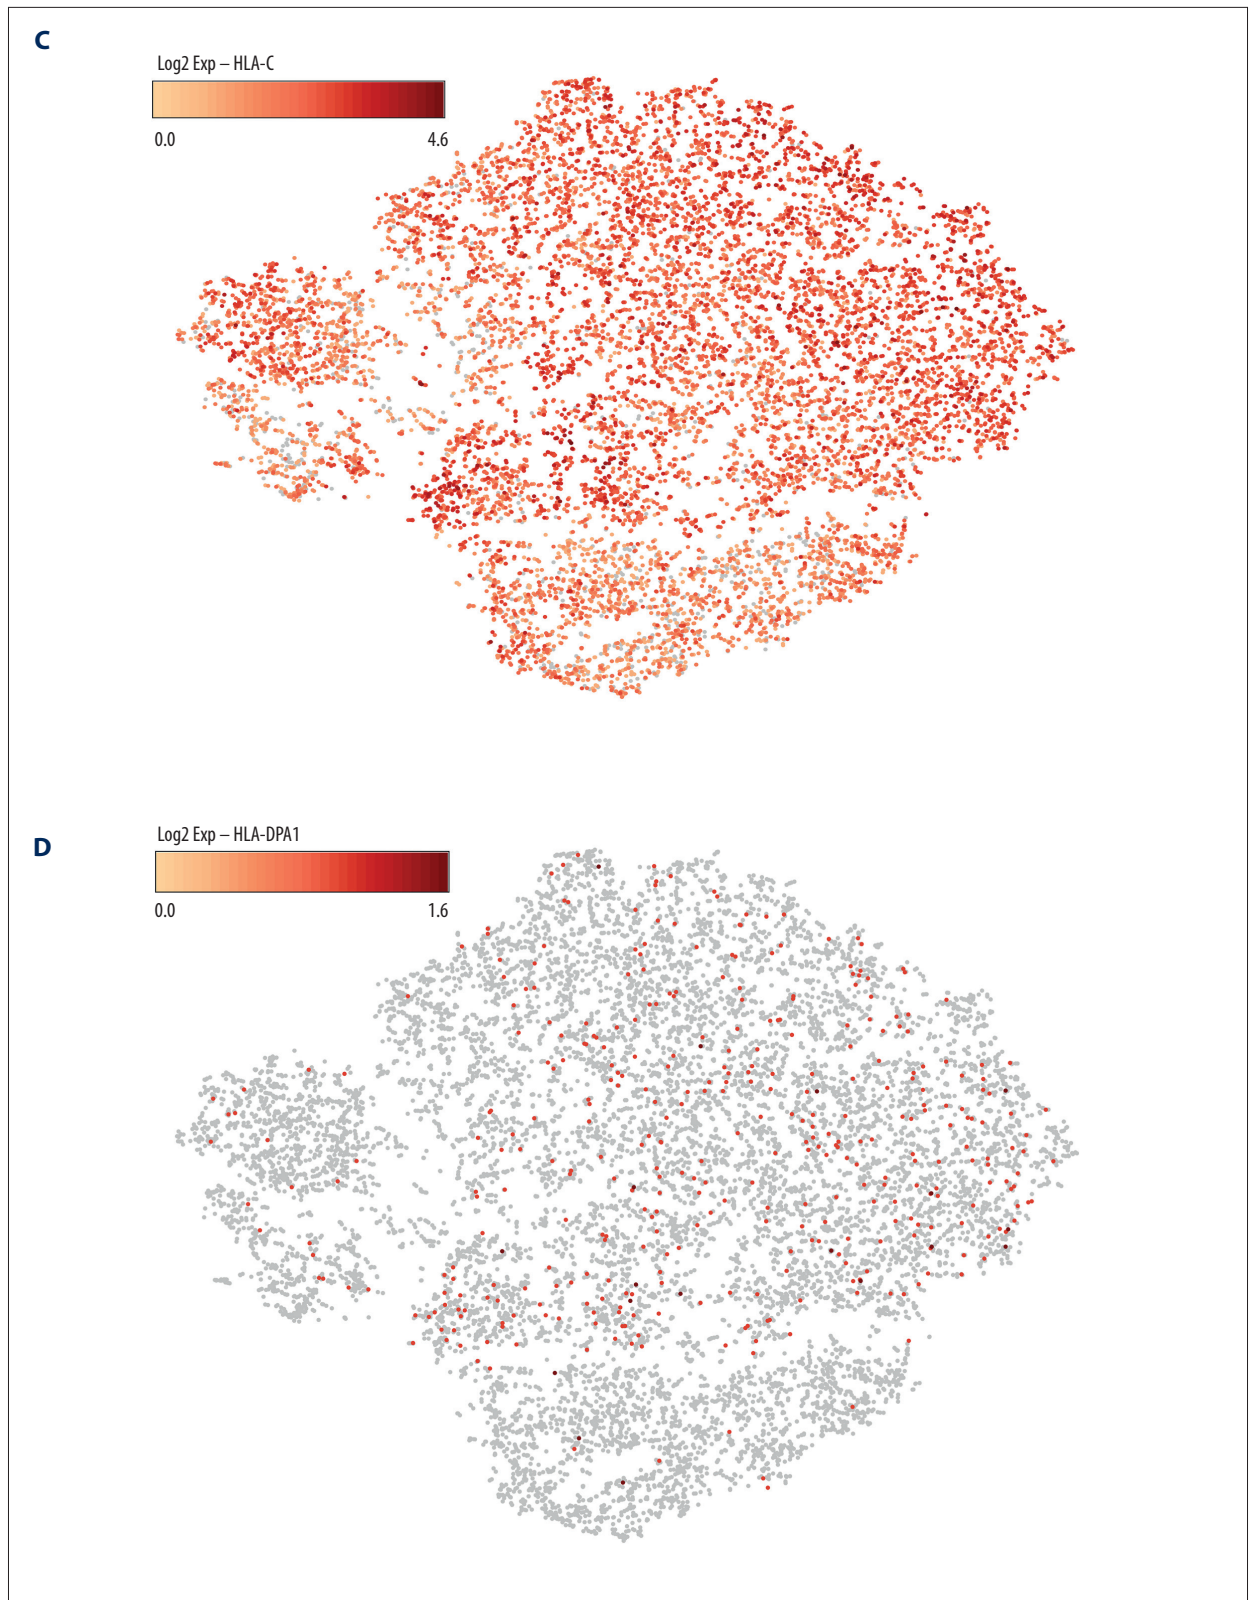 C
Log2 Exp – HLA-C
0.0 4.6
D
Log2 Exp – HLA-DPA1
0.0 1.6